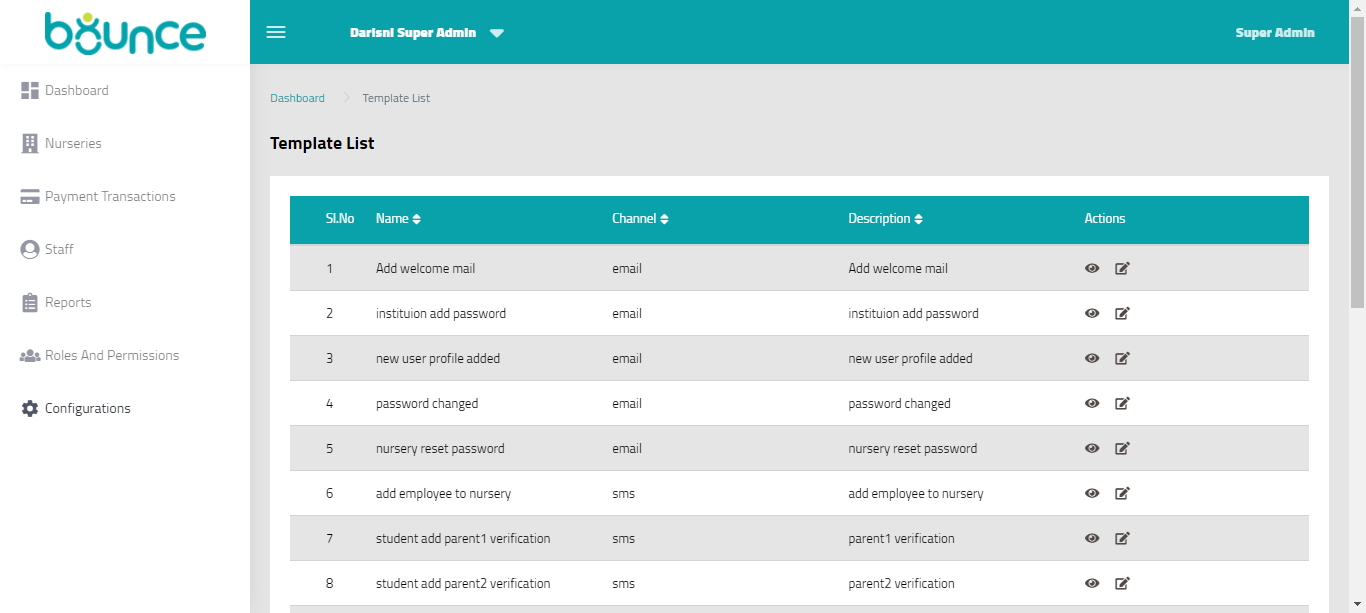 bounce
Darisni Super Admin
Super Admin
Dashboard
Nurseries
Payment Transactions
Staff
Reports
Roles And Permissions
Configurations
Dashboard Template List
Template List
Sl.No Name Channel Description Actions
1 Add welcome mail email Add welcome mail
2 instituion add password email instituion add password
3 new user profile added email new user profile added
4 password changed email password changed
5 nursery reset password email nursery reset password
6 add employee to nursery sms add employee to nursery
7 student add parent1 verification sms parent1 verification
8 student add parent2 verification sms parent2 verification